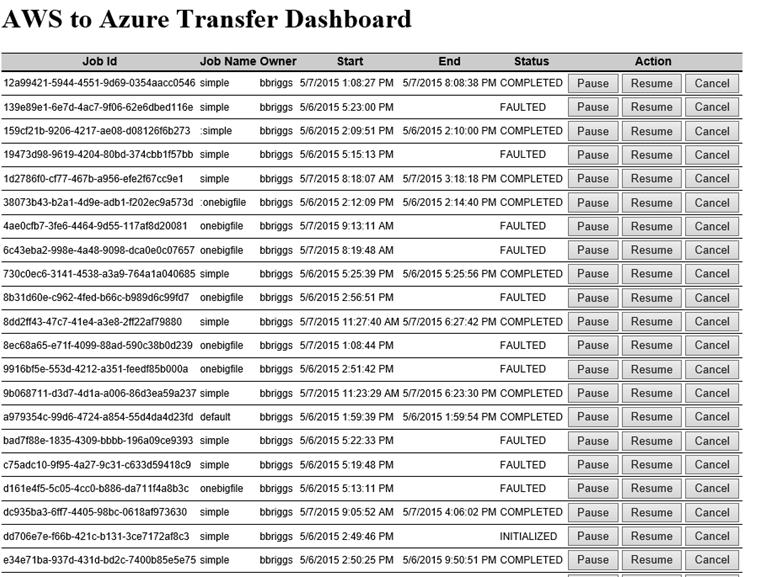 AWS to Azure Transfer Dashboard
Job Id Job Name Owner Start End Status Action
12a99421-5944-4551-9d69-0354aacc0546 simple bbriggs 5/7/2015 1:08:27 PM 5/7/2015 8:08:38 PM COMPLETED Pause Resume Cancel
139e89e1-6e7d-4ac7-9f06-62e6dbed116e simple bbriggs 5/6/2015 5:23:00 PM FAULTED Pause Resume Cancel
159cf21b-9206-4217-ae08-d08126f6b273 :simple bbriggs 5/6/2015 2:09:51 PM 5/6/2015 2:10:00 PM COMPLETED Pause Resume Cancel
19473d98-9619-4204-80bd-374cbb1f57bb simple bbriggs 5/6/2015 5:15:13 PM FAULTED Pause Resume Cancel
1d2786f0-cf77-467b-a956-efe2f67cc9e1 simple bbriggs 5/7/2015 8:18:07 AM 5/7/2015 3:18:18 PM COMPLETED Pause Resume Cancel
38073b43-b2a1-4d9e-adb1-f202ec9a573d :onebigfile bbriggs 5/6/2015 2:12:09 PM 5/6/2015 2:14:40 PM COMPLETED Pause Resume Cancel
4ae0cfb7-3fe6-4464-9d55-117af8d20081 onebigfile bbriggs 5/7/2015 9:13:11 AM FAULTED Pause Resume Cancel
6c43eba2-998e-4a48-9098-dca0e0c07657 onebigfile bbriggs 5/7/2015 8:19:48 AM FAULTED Pause Resume Cancel
730c0ec6-3141-4538-a3a9-764a1a040685 simple bbriggs 5/6/2015 5:25:39 PM 5/6/2015 5:25:56 PM COMPLETED Pause Resume Cancel
8b31d60e-c962-4fed-b66c-b989d6c99fd7 onebigfile bbriggs 5/6/2015 2:56:51 PM FAULTED Pause Resume Cancel
8dd2ff43-47c7-41e4-a3e8-2ff22af79880 simple bbriggs 5/7/2015 11:27:40 AM 5/7/2015 6:27:42 PM COMPLETED Pause Resume Cancel
8ec68a65-e71f-4099-88ad-590c38b0d239 onebigfile bbriggs 5/7/2015 1:08:44 PM FAULTED Pause Resume Cancel
9916bf5e-553d-4212-a351-feedf85b000a onebigfile bbriggs 5/6/2015 2:51:42 PM FAULTED Pause Resume Cancel
9b068711-d3d7-4d1a-a006-86d3ea59a237 simple bbriggs 5/7/2015 11:23:29 AM 5/7/2015 6:23:30 PM COMPLETED Pause Resume Cancel
a979354c-99d6-4724-a854-55d4da4d23fd default bbriggs 5/6/2015 1:59:39 PM 5/6/2015 1:59:54 PM COMPLETED Pause Resume Cancel
bad7f88e-1835-4309-bbbb-196a09ce9393 simple bbriggs 5/6/2015 5:22:33 PM FAULTED Pause Resume Cancel
c75adc10-9f95-4a27-9c31-c633d59418c9 simple bbriggs 5/6/2015 5:19:48 PM FAULTED Pause Resume Cancel
d161e4f5-5c05-4cc0-b886-da711f4a8b3c onebigfile bbriggs 5/6/2015 5:13:11 PM FAULTED Pause Resume Cancel
dc935ba3-6ff7-4405-98bc-0618af973630 simple bbriggs 5/7/2015 9:05:52 AM 5/7/2015 4:06:02 PM COMPLETED Pause Resume Cancel
dd706e7e-f66b-421c-b131-3ce7172af8c3 simple bbriggs 5/6/2015 2:49:46 PM INITIALIZED Pause Resume Cancel
e34e71ba-937d-431d-bd2c-7400b85e5e75 simple bbriggs 5/6/2015 2:50:25 PM 5/6/2015 9:50:51 PM COMPLETED Pause Resume Cancel